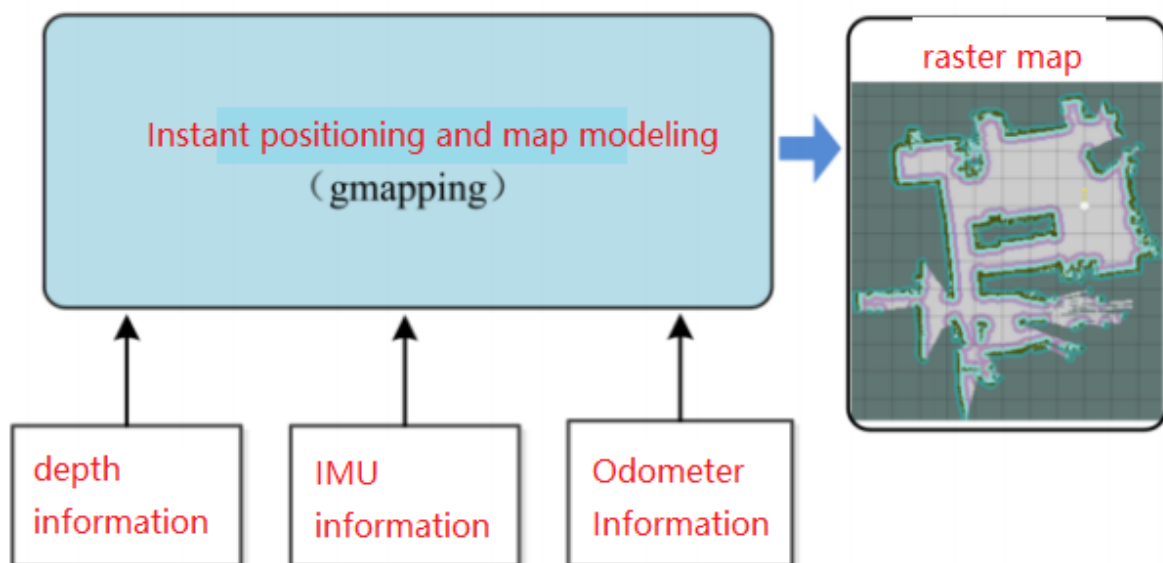 raster map
Instant positioning and map modeling
（gmapping）
depth
information
IMU
information
Odometer
Information